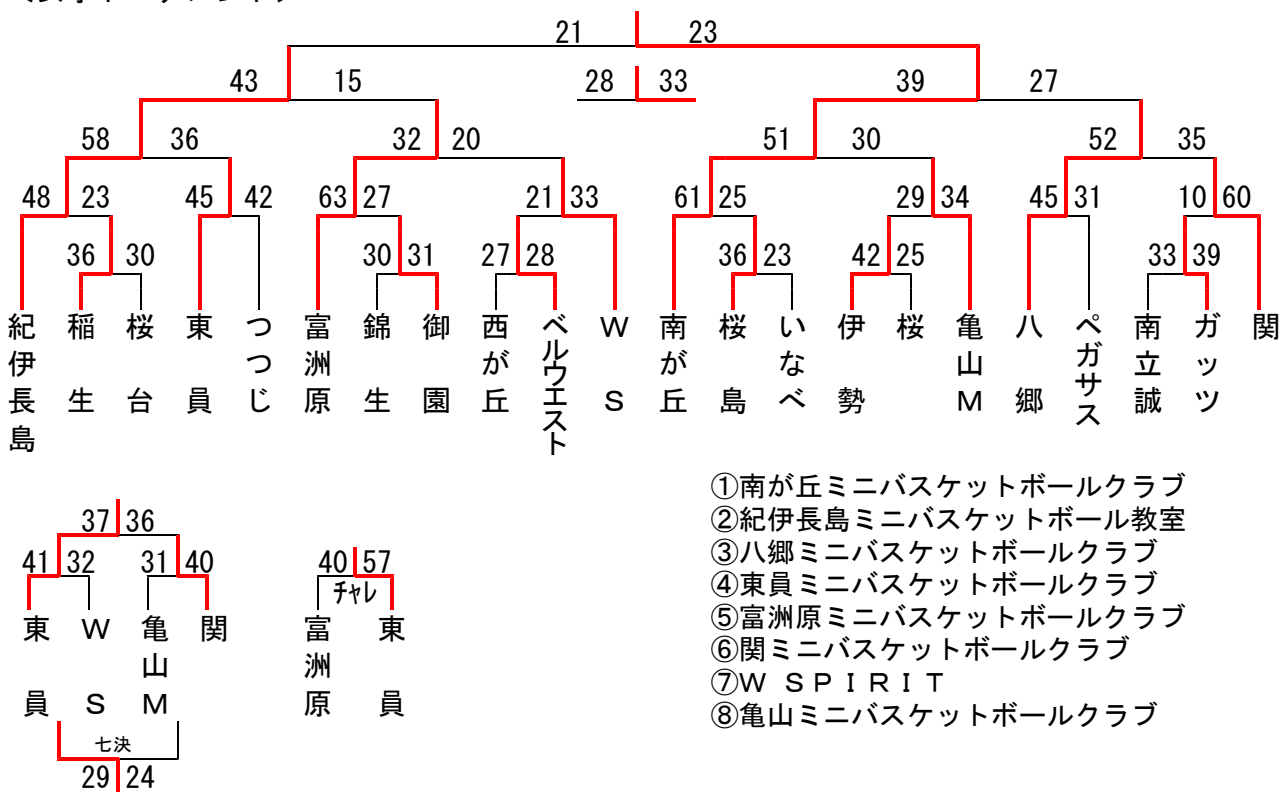 21 23
43 15 28 33 39 27
58 36 32 20 51 30 52 35
48 23 45 42 63 27 21 33 61 25 29 34 45 31 10 60
36 30 30 31 27 28 36 23 42 25 33 39
紀伊長島
稲生
桜台
東員
つつじ
富洲原
錦生
御園
西が丘
ベルウエスト
WS
南が丘
桜島
いなべ
伊勢
桜
亀山M
八郷
ペガサス
南立誠
ガッツ
関
37 36
41 32 31 40
東員
WS
亀山M
関
七決
29 24
40 57
チャレ
富洲原
東員
①南が丘ミニバスケットボールクラブ
②紀伊長島ミニバスケットボール教室
③八郷ミニバスケットボールクラブ
④東員ミニバスケットボールクラブ
⑤富洲原ミニバスケットボールクラブ
⑥関ミニバスケットボールクラブ
⑦W SPIRIT
⑧亀山ミニバスケットボールクラブ